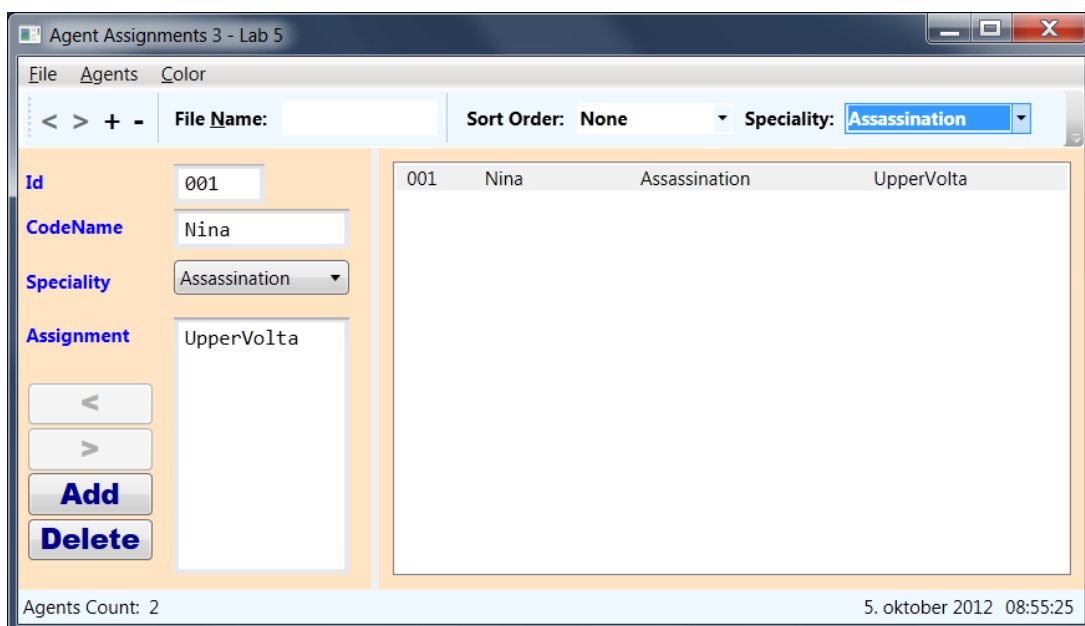 Agent Assignments 3 - Lab 5
X
File Agents Color
< > + - File Name: Sort Order: None Speciality: Assassination
Id 001
001 Nina Assassination UpperVolta
CodeName Nina
Speciality Assassination
Assignment UpperVolta
<
>
Add
Delete
Agents Count: 2 5. oktober 2012 08:55:25